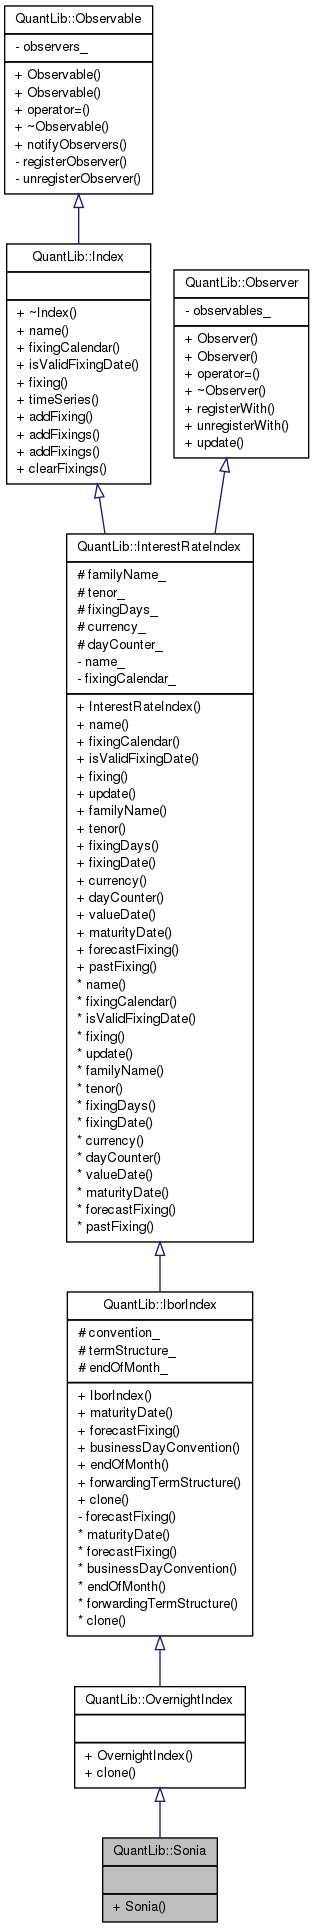 QuantLib::Observable
- observers_
+ Observable()
+ Observable()
+ operator=()
+ ~Observable()
+ notifyObservers()
- registerObserver()
- unregisterObserver()
QuantLib::Index
+ ~Index()
+ name()
+ fixingCalendar()
+ isValidFixingDate()
+ fixing()
+ timeSeries()
+ addFixing()
+ addFixings()
+ addFixings()
+ clearFixings()
QuantLib::Observer
- observables_
+ Observer()
+ Observer()
+ operator=()
+ ~Observer()
+ registerWith()
+ unregisterWith()
+ update()
QuantLib::InterestRateIndex
# familyName_
# tenor_
# fixingDays_
# currency_
# dayCounter_
- name_
- fixingCalendar_
+ InterestRateIndex()
+ name()
+ fixingCalendar()
+ isValidFixingDate()
+ fixing()
+ update()
+ familyName()
+ tenor()
+ fixingDays()
+ fixingDate()
+ currency()
+ dayCounter()
+ valueDate()
+ maturityDate()
+ forecastFixing()
+ pastFixing()
* name()
* fixingCalendar()
* isValidFixingDate()
* fixing()
* update()
* familyName()
* tenor()
* fixingDays()
* fixingDate()
* currency()
* dayCounter()
* valueDate()
* maturityDate()
* forecastFixing()
* pastFixing()
QuantLib::IborIndex
# convention_
# termStructure_
# endOfMonth_
+ IborIndex()
+ maturityDate()
+ forecastFixing()
+ businessDayConvention()
+ endOfMonth()
+ forwardingTermStructure()
+ clone()
- forecastFixing()
* maturityDate()
* forecastFixing()
* businessDayConvention()
* endOfMonth()
* forwardingTermStructure()
* clone()
QuantLib::OvernightIndex
+ OvernightIndex()
+ clone()
QuantLib::Sonia
+ Sonia()